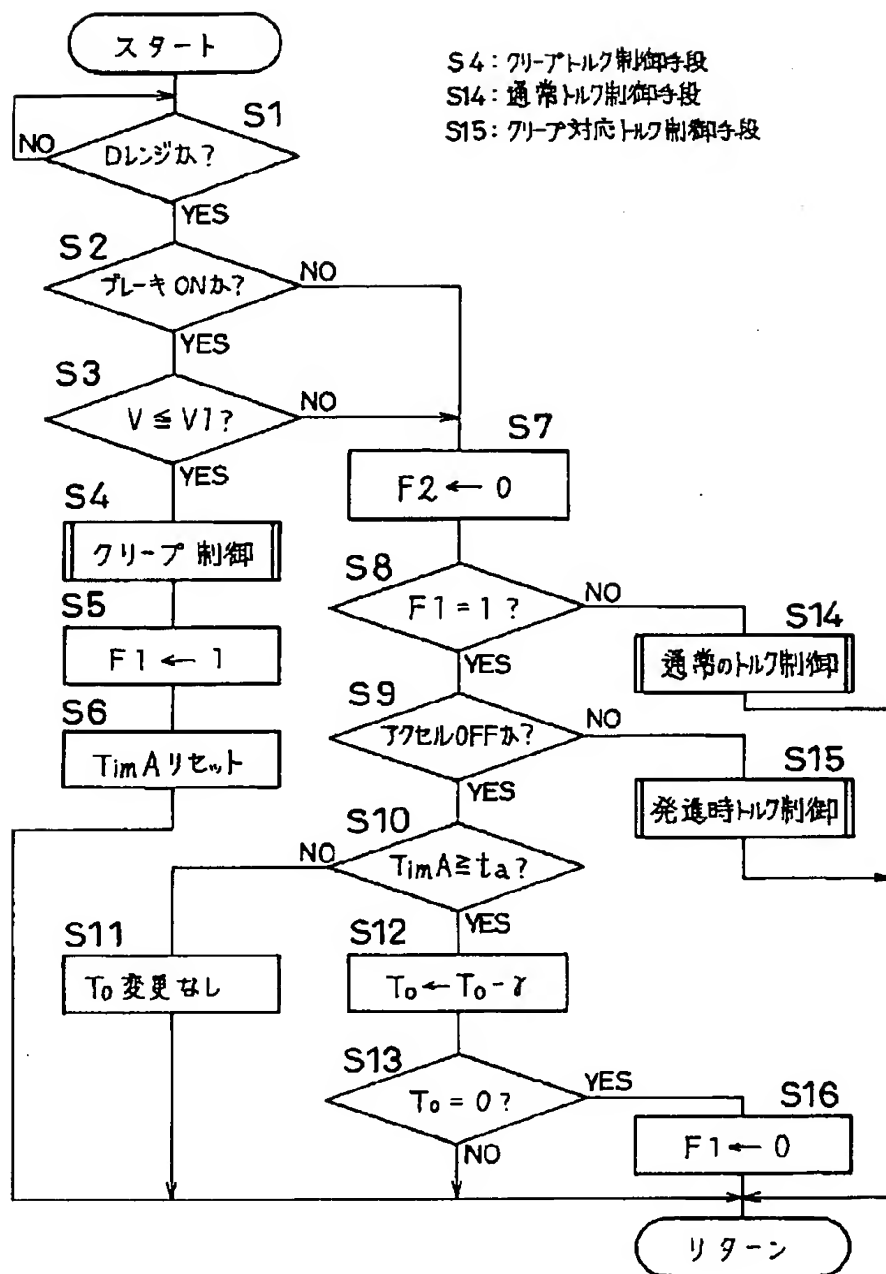 スタート
S4：クリープトルク制御手段
S14：通常トルク制御手段
S15：クリープ対応トルク制御手段
S1
Dレンジか？
NO
YES
S2
ブレーキONか？
NO
YES
S3
V≦V1？
NO
YES
S4
クリープ制御
S5
F1←1
S6
TimAリセット
S7
F2←0
S8
F1=1？
NO
YES
S14
通常のトルク制御
S9
アクセルOFFか？
NO
YES
S15
発進時トルク制御
S10
TimA≧ta？
NO
YES
S11
To変更なし
S12
To←To-γ
S13
To=0？
YES
NO
S16
F1←0
リターン